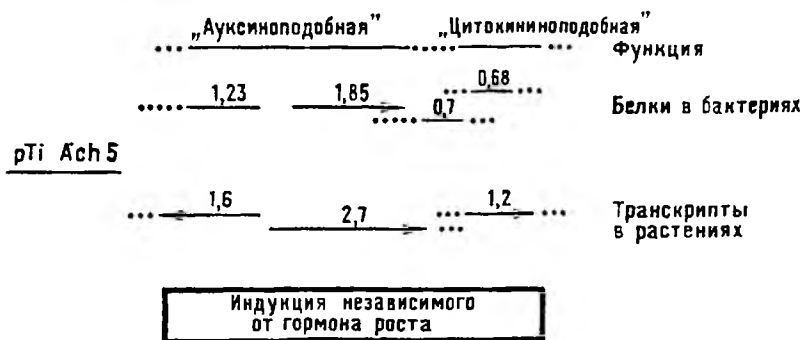 „Ауксиноподобная" „Цитокининоподобная"
Функция
1,23 1,85 0,7 0,68
Белки в бактериях
pTi Ach 5
1,6 2,7 1,2
Транскрипты
в растениях
Индукция независимого
от гормона роста